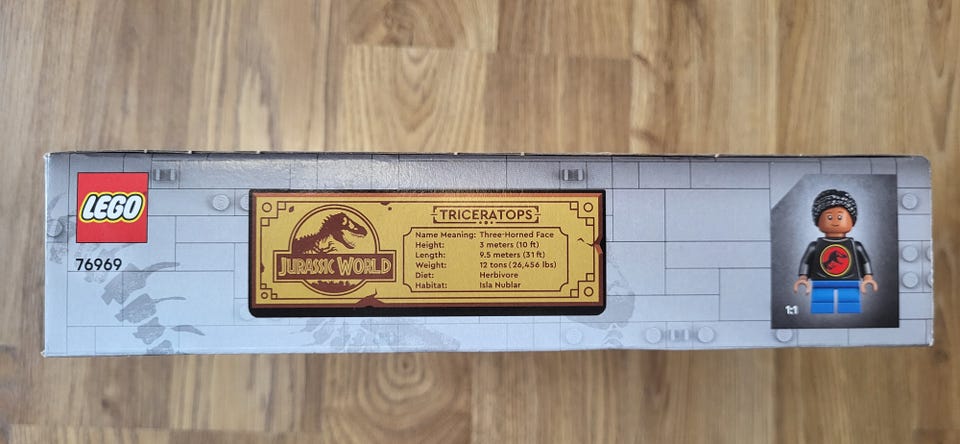 LEGO
76969
TRICERATOPS
Name Meaning: Three-Horned Face
Height: 3 meters (10 ft)
Length: 9.5 meters (31 ft)
Weight: 12 tons (26,456 lbs)
Diet: Herbivore
Habitat: Isla Nublar
JURASSIC WORLD
1:1